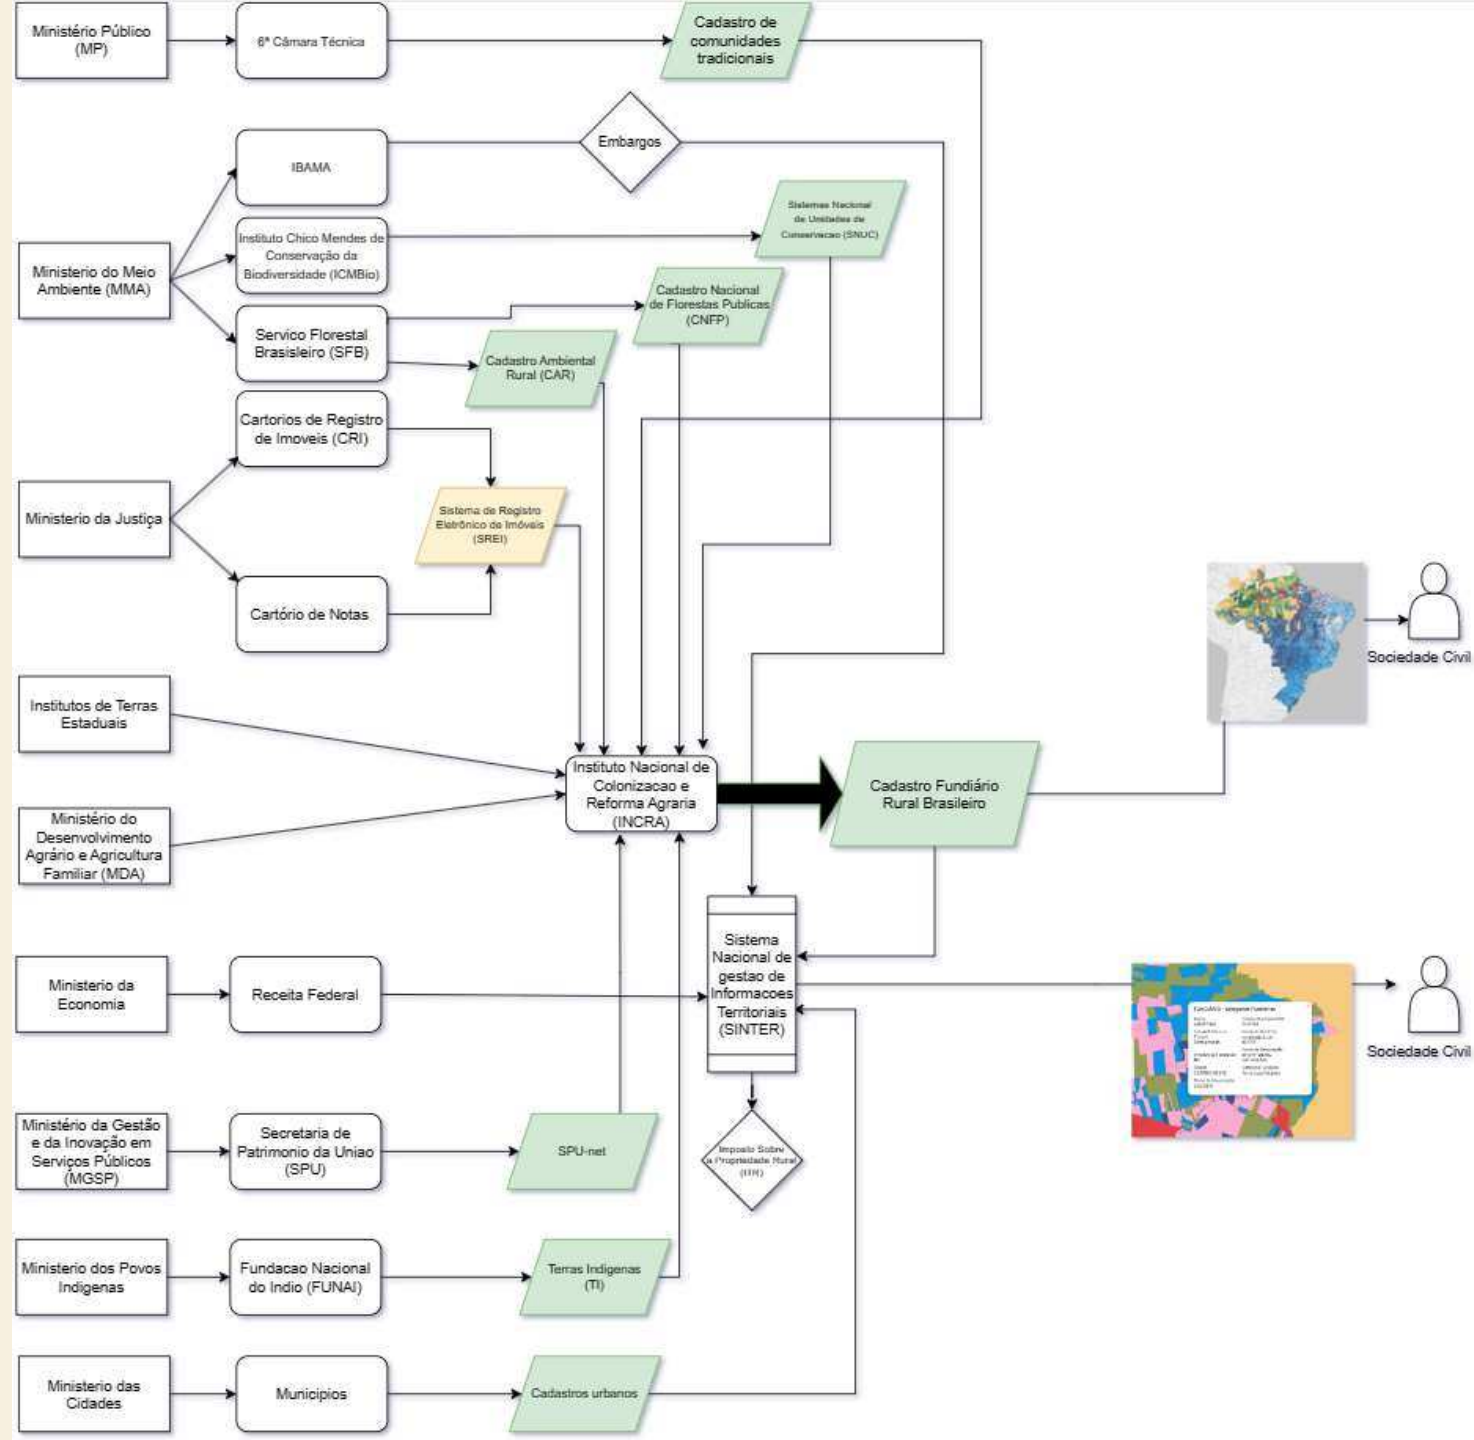 Ministério Público
(MP)
6ª Câmara Técnica
Cadastro de
comunidades
tradicionais
Embargos
IBAMA
Sistemas Nacional
de Unidades de
Conservacao (SNUC)
Instituto Chico Mendes de
Conservação da
Biodiversidade (ICMBio)
Ministerio do Meio
Ambiente (MMA)
Cadastro Nacional
de Florestas Publicas
(CNFP)
Servico Florestal
Brasisleiro (SFB)
Cadastro Ambiental
Rural (CAR)
Cartorios de Registro
de Imoveis (CRI)
Ministerio da Justiça
Sistema de Registro
Eletrônico de Imóveis
(SREI)
Cartório de Notas
Sociedade Civil
Institutos de Terras
Estaduais
Instituto Nacional de
Colonizacao e
Reforma Agraria
(INCRA)
Cadastro Fundiário
Rural Brasileiro
Ministério do
Desenvolvimento
Agrário e Agricultura
Familiar (MDA)
Sistema
Nacional de
gestao de
Informacoes
Territoriais
(SINTER)
Ministerio da
Economia
Receita Federal
Sociedade Civil
Ministério da Gestão
e da Inovação em
Serviços Públicos
(MGSP)
Secretaria de
Patrimonio da Uniao
(SPU)
SPU-net
Imposto Sobre
a Propriedade Rural
(ITR)
Ministerio dos Povos
Indigenas
Fundacao Nacional
do Indio (FUNAI)
Terras Indigenas
(TI)
Ministerio das
Cidades
Municipios
Cadastros urbanos